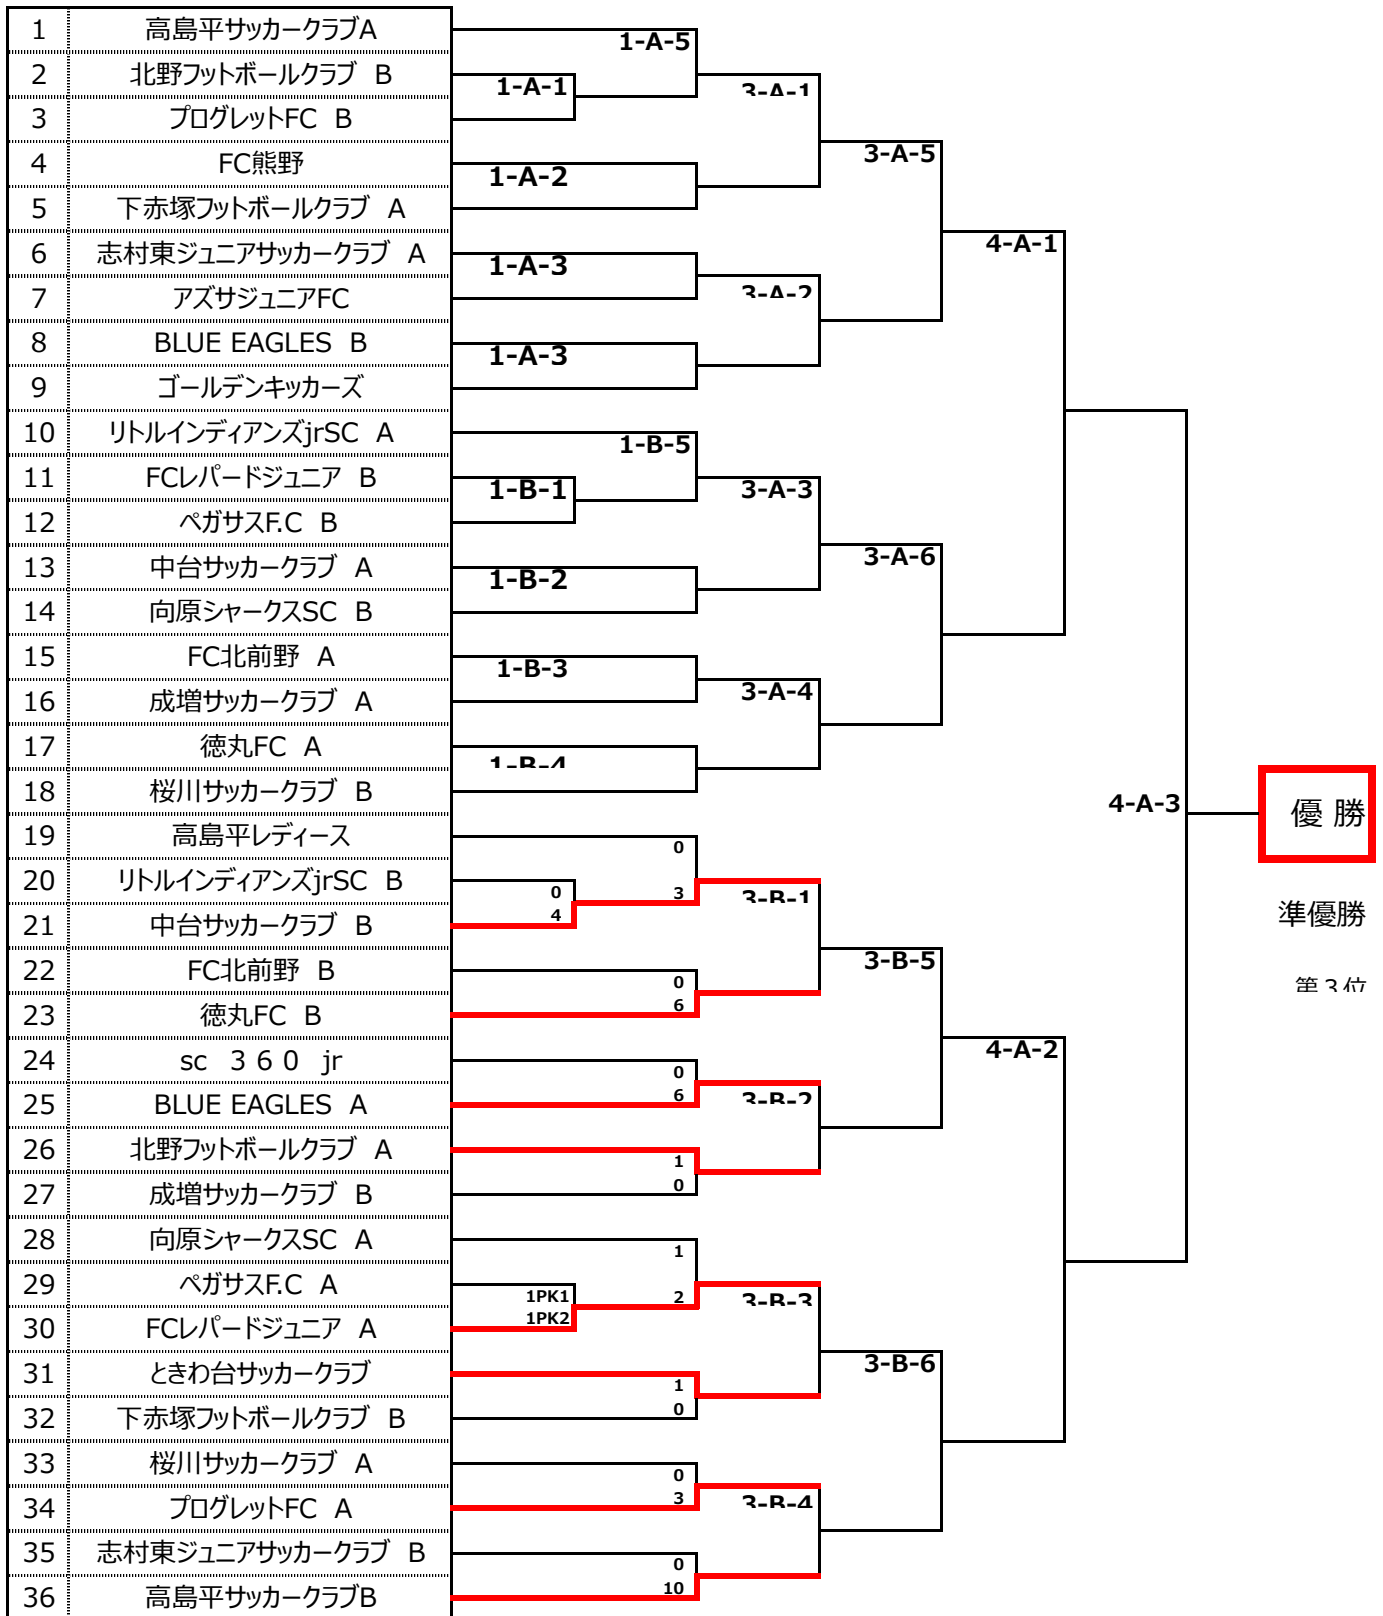 1 高島平サッカークラブA
1-A-5
2 北野フットボールクラブ B
1-A-1
3-A-1
3 プログレットFC B
4 FC熊野
3-A-5
1-A-2
5 下赤塚フットボールクラブ A
6 志村東ジュニアサッカークラブ A
4-A-1
1-A-3
7 アズサジュニアFC
3-A-2
8 BLUE EAGLES B
1-A-3
9 ゴールデンキッカーズ
10 リトルインディアンズjrSC A
1-B-5
11 FCレパードジュニア B
1-B-1
3-A-3
12 ペガサスF.C B
13 中台サッカークラブ A
3-A-6
1-B-2
14 向原シャークスSC B
15 FC北前野 A
1-B-3
16 成増サッカークラブ A
3-A-4
17 徳丸FC A
1-B-4
18 桜川サッカークラブ B
4-A-3
優 勝
19 高島平レディース
0
20 リトルインディアンズjrSC B
0
3
3-B-1
21 中台サッカークラブ B
4
準優勝
22 FC北前野 B
0
3-B-5
第3位
23 徳丸FC B
6
24 sc 360 jr
0
4-A-2
25 BLUE EAGLES A
6
3-B-2
26 北野フットボールクラブ A
1
27 成増サッカークラブ B
0
28 向原シャークスSC A
1
29 ペガサスF.C A
1PK1
2
3-B-3
30 FCレパードジュニア A
1PK2
31 ときわ台サッカークラブ
1
3-B-6
32 下赤塚フットボールクラブ B
0
33 桜川サッカークラブ A
0
34 プログレットFC A
3
3-B-4
35 志村東ジュニアサッカークラブ B
0
36 高島平サッカークラブB
10